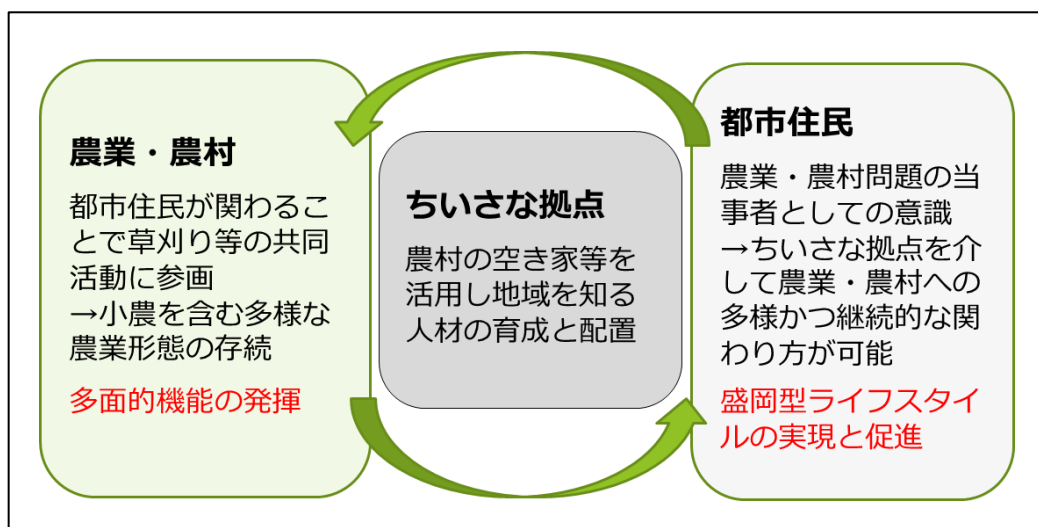 農業・農村
都市住民が関わるこ
とで草刈り等の共同
活動に参画
→小農を含む多様な
農業形態の存続
多面的機能の発揮
ちいさな拠点
農村の空き家等を
活用し地域を知る
人材の育成と配置
都市住民
農業・農村問題の当
事者としての意識
→ちいさな拠点を介
して農業・農村への
多様かつ継続的な関
わり方が可能
盛岡型ライフスタイ
ルの実現と促進